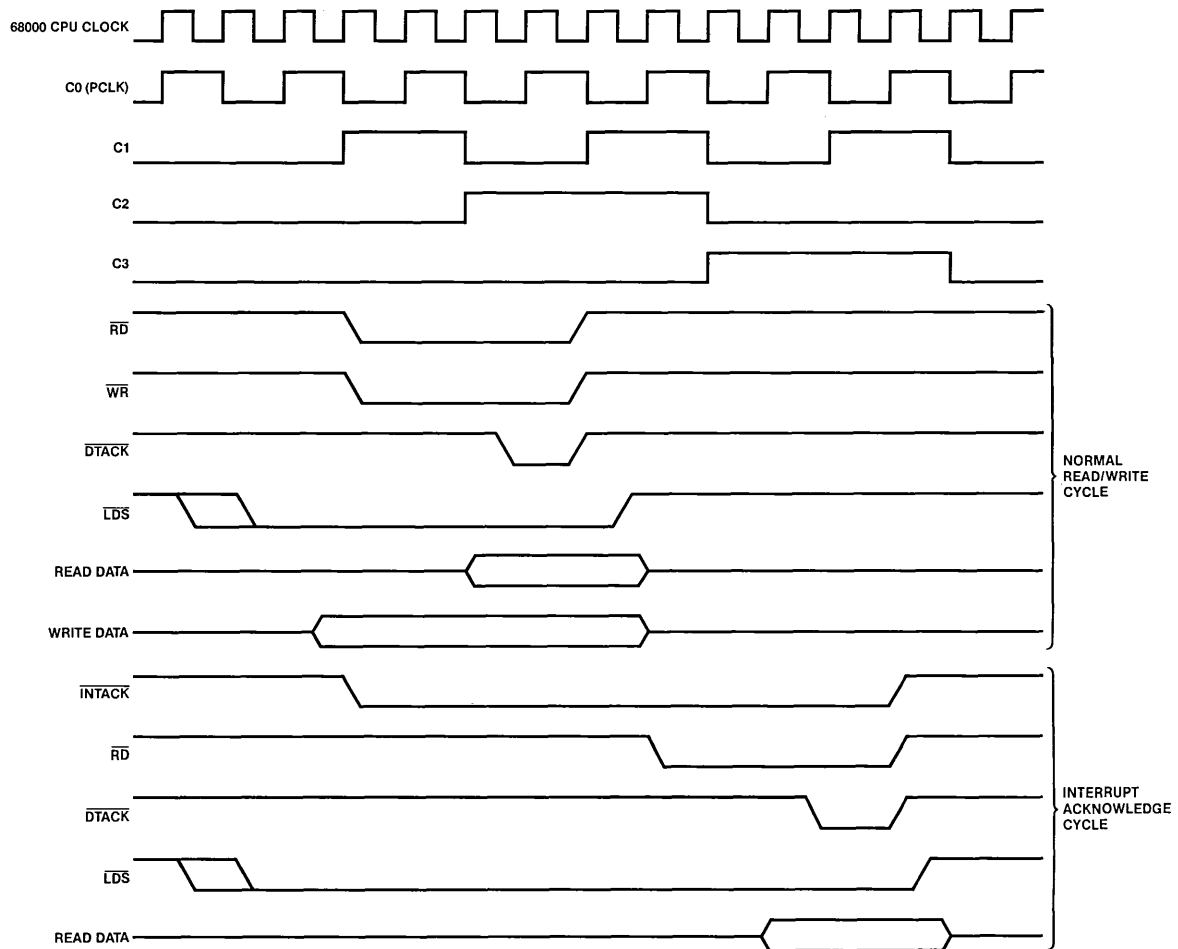 68000 CPU CLOCK
C0 (PCLK)
C1
C2
C3
RD
WR
DTACK
LDS
READ DATA
WRITE DATA
NORMAL
READ/WRITE
CYCLE
INTACK
RD
DTACK
LDS
READ DATA
INTERRUPT
ACKNOWLEDGE
CYCLE